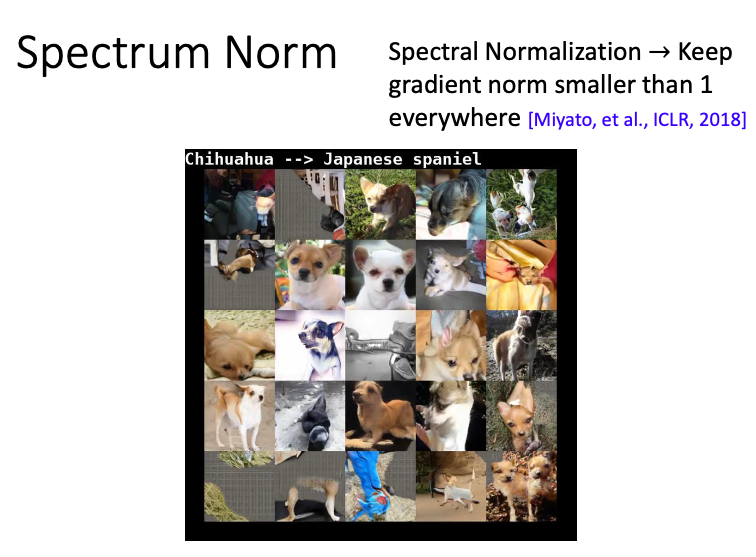 Spectrum Norm
Spectral Normalization → Keep
gradient norm smaller than 1
everywhere [Miyato, et al., ICLR, 2018]
Chihuahua --> Japanese spaniel